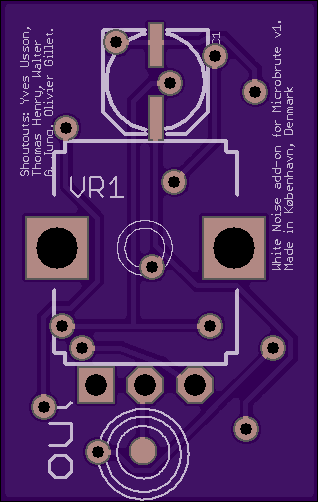 Shoutouts: Yves Usson,
Thomas Henry, Walter
G. Jung, Olivier Gillet.
C1
VR1
White Noise add-on for Microbrute v1.
Made in København, Denmark
OUT